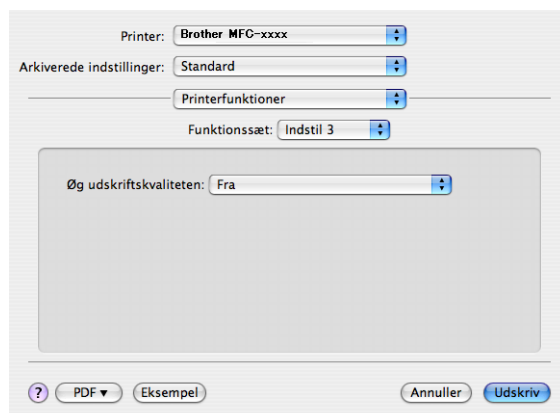 Printer: Brother MFC-xxxx
Arkiverede indstillinger: Standard
Printerfunktioner
Funktionssæt: Indstil 3
Øg udskriftskvaliteten: Fra
? PDF▼ Eksempel Annuller Udskriv